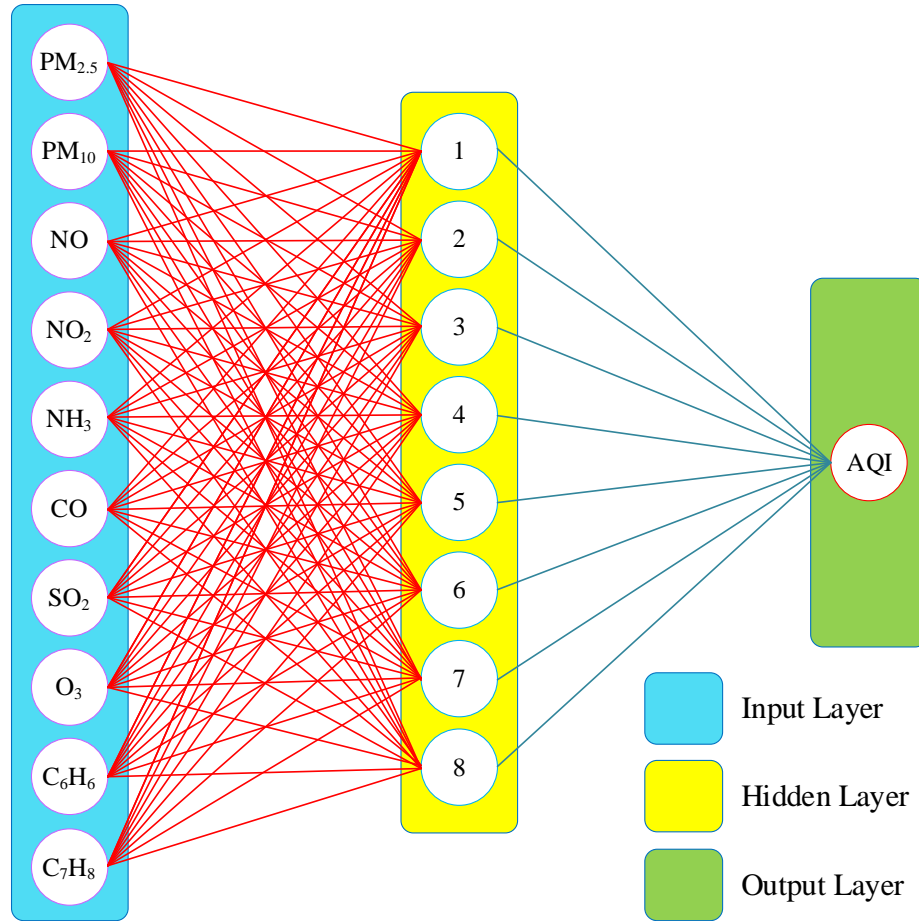 PM₂.₅
PM₁₀
NO
NO₂
NH₃
CO
SO₂
O₃
C₆H₆
C₇H₈
1
2
3
4
5
6
7
8
AQI
Input Layer
Hidden Layer
Output Layer